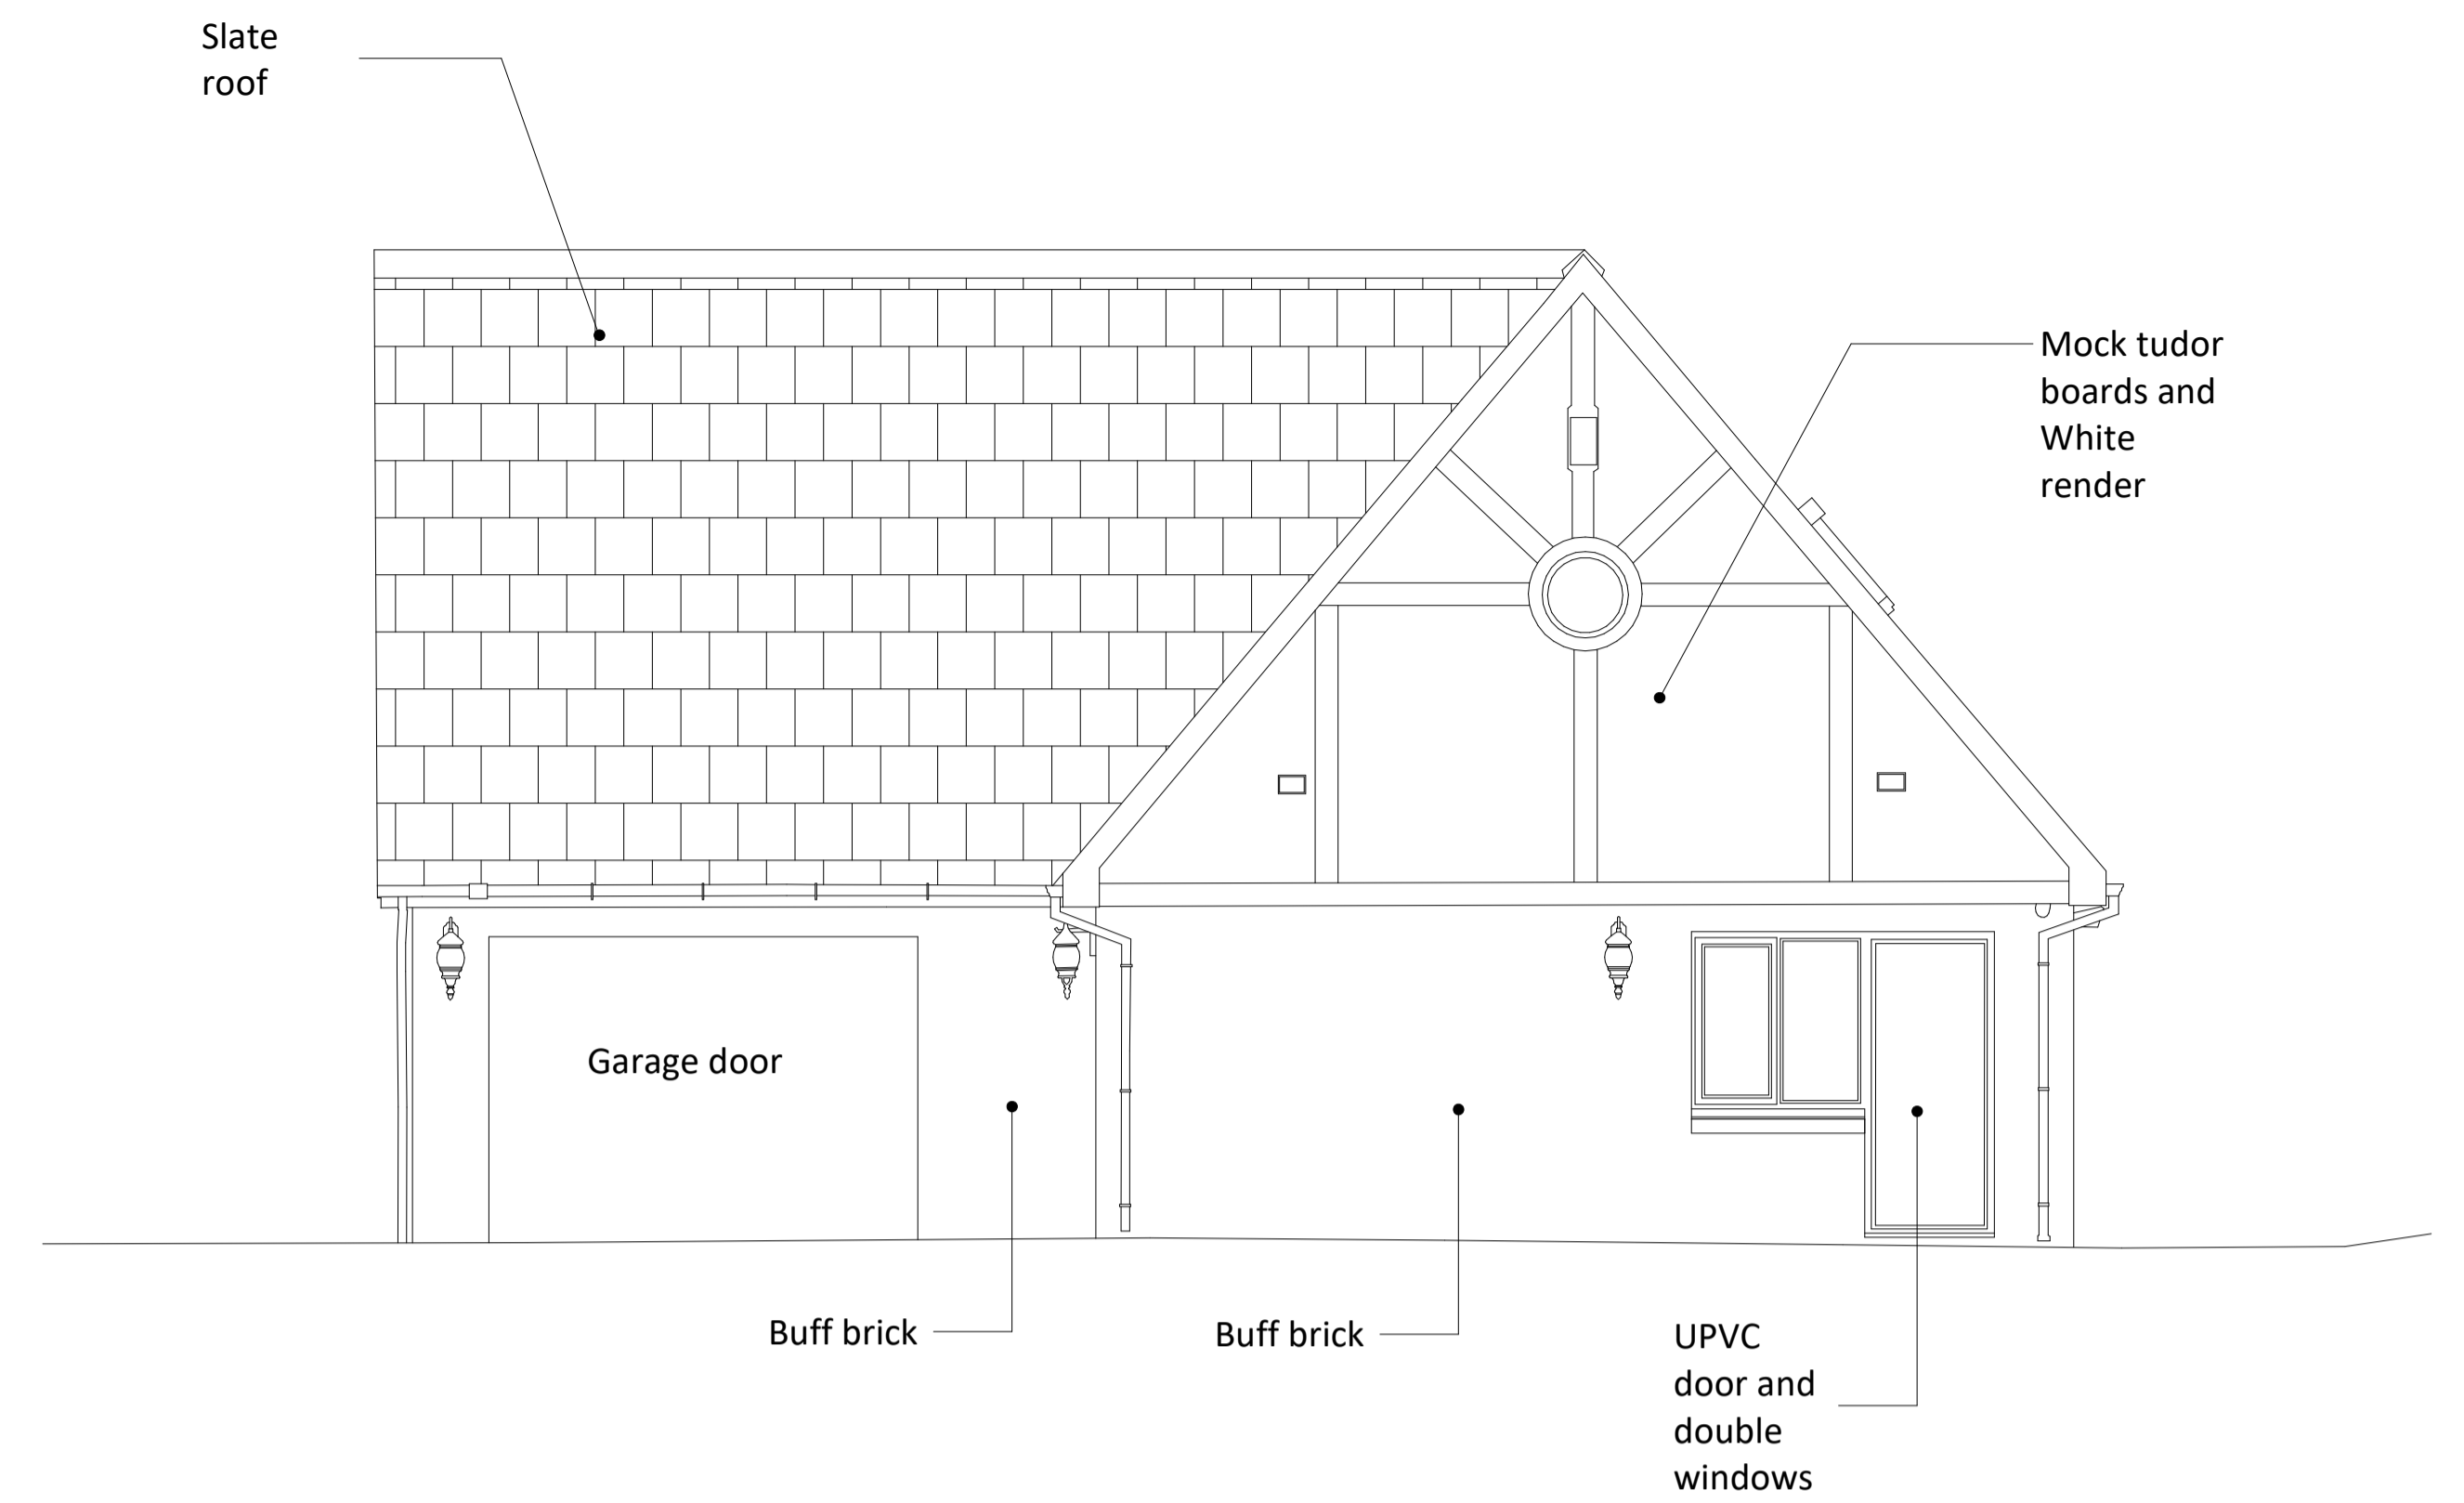 Slate
roof
Mock tudor
boards and
White
render
Garage door
Buff brick
Buff brick
UPVC
door and
double
windows